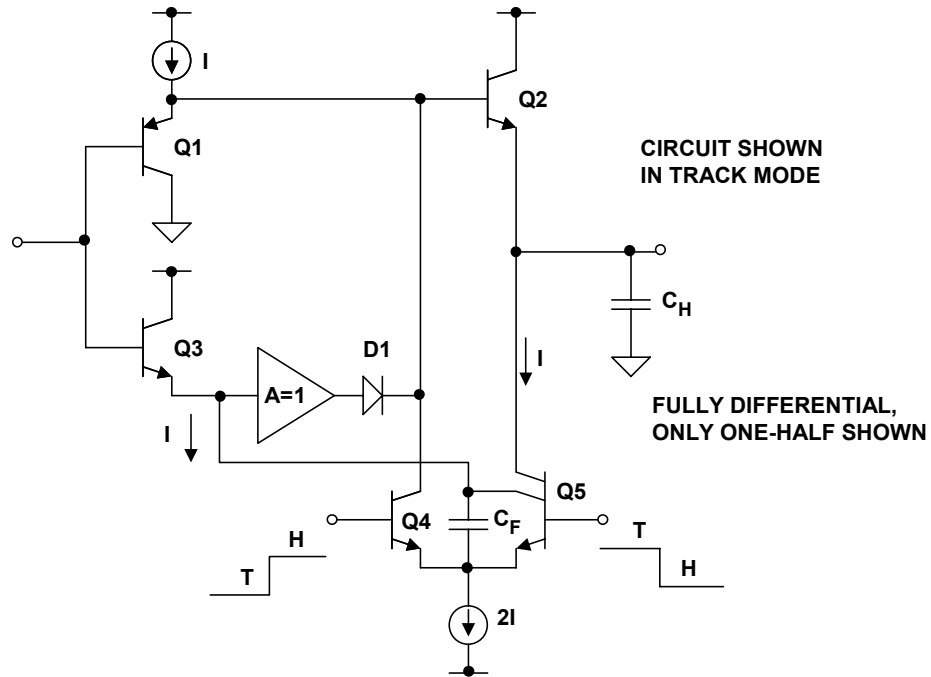 I
Q1
Q2
CIRCUIT SHOWN
IN TRACK MODE
C_H
Q3
D1
A=1
I
I
FULLY DIFFERENTIAL,
ONLY ONE-HALF SHOWN
Q4
C_F
Q5
H
T
T
H
2I